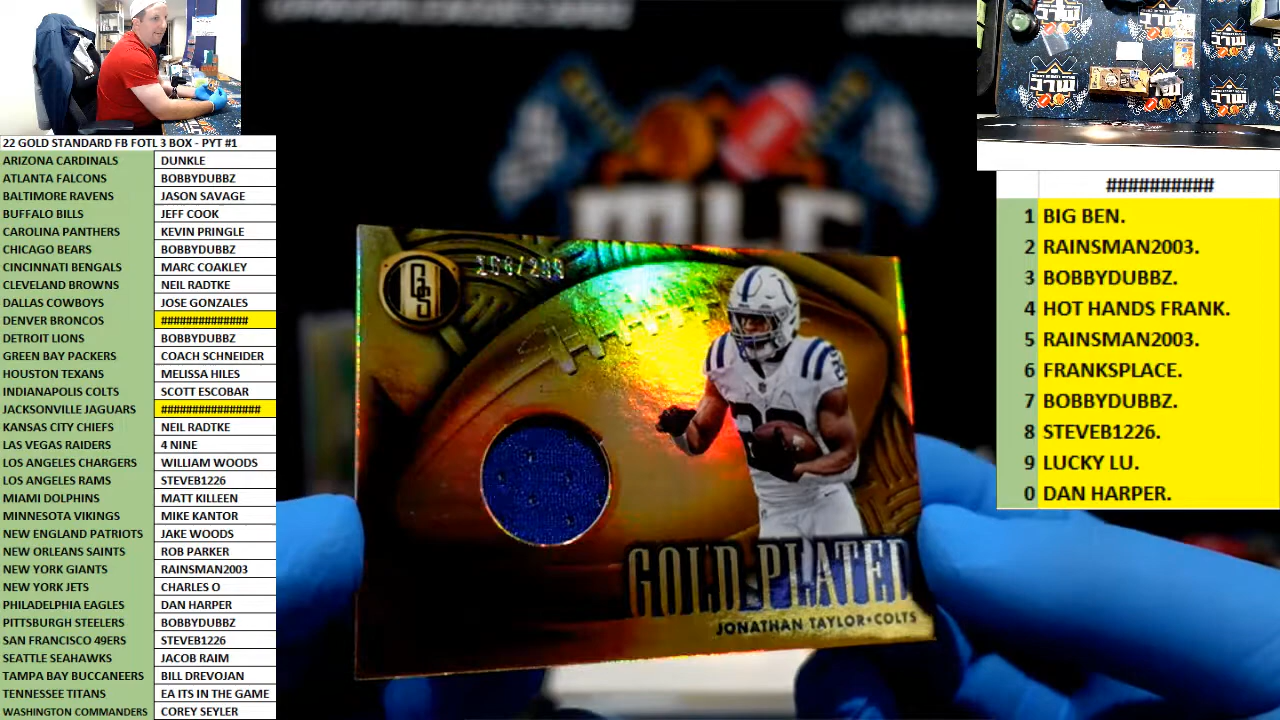 22 GOLD STANDARD FB FOTL 3 BOX - PYT #1
ARIZONA CARDINALS DUNKLE
ATLANTA FALCONS BOBBYDUBBZ
BALTIMORE RAVENS JASON SAVAGE
BUFFALO BILLS JEFF COOK
CAROLINA PANTHERS KEVIN PRINGLE
CHICAGO BEARS BOBBYDUBBZ
CINCINNATI BENGALS MARC COAKLEY
CLEVELAND BROWNS NEIL RADTKE
DALLAS COWBOYS JOSE GONZALES
DENVER BRONCOS ##############
DETROIT LIONS BOBBYDUBBZ
GREEN BAY PACKERS COACH SCHNEIDER
HOUSTON TEXANS MELISSA HILES
INDIANAPOLIS COLTS SCOTT ESCOBAR
JACKSONVILLE JAGUARS ################
KANSAS CITY CHIEFS NEIL RADTKE
LAS VEGAS RAIDERS 4 NINE
LOS ANGELES CHARGERS WILLIAM WOODS
LOS ANGELES RAMS STEVEB1226
MIAMI DOLPHINS MATT KILLEEN
MINNESOTA VIKINGS MIKE KANTOR
NEW ENGLAND PATRIOTS JAKE WOODS
NEW ORLEANS SAINTS ROB PARKER
NEW YORK GIANTS RAINSMAN2003
NEW YORK JETS CHARLES O
PHILADELPHIA EAGLES DAN HARPER
PITTSBURGH STEELERS BOBBYDUBBZ
SAN FRANCISCO 49ERS STEVEB1226
SEATTLE SEAHAWKS JACOB RAIM
TAMPA BAY BUCCANEERS BILL DREVOJAN
TENNESSEE TITANS EA ITS IN THE GAME
WASHINGTON COMMANDERS COREY SEYLER
GS
GOLD PLATED
JONATHAN TAYLOR•COLTS
##########
1 BIG BEN.
2 RAINSMAN2003.
3 BOBBYDUBBZ.
4 HOT HANDS FRANK.
5 RAINSMAN2003.
6 FRANKSPLACE.
7 BOBBYDUBBZ.
8 STEVEB1226.
9 LUCKY LU.
0 DAN HARPER.